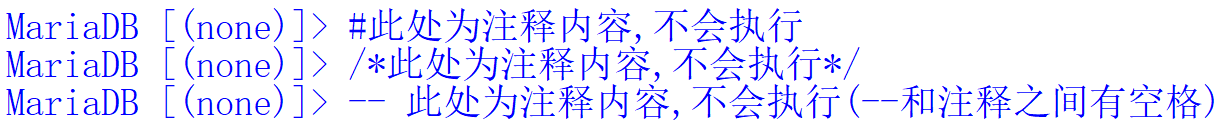 MariaDB [(none)]> #此处为注释内容,不会执行
MariaDB [(none)]> /*此处为注释内容,不会执行*/
MariaDB [(none)]> -- 此处为注释内容,不会执行(--和注释之间有空格)